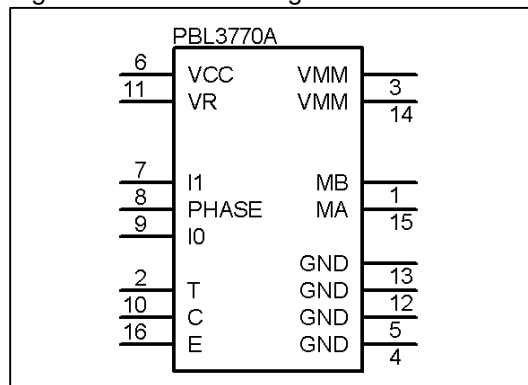 PBL3770A
6 VCC VMM 3
11 VR VMM 14
7 I1 MB 1
8 PHASE MA 15
9 I0
GND 13
2 T GND 12
10 C GND 5
16 E GND 4